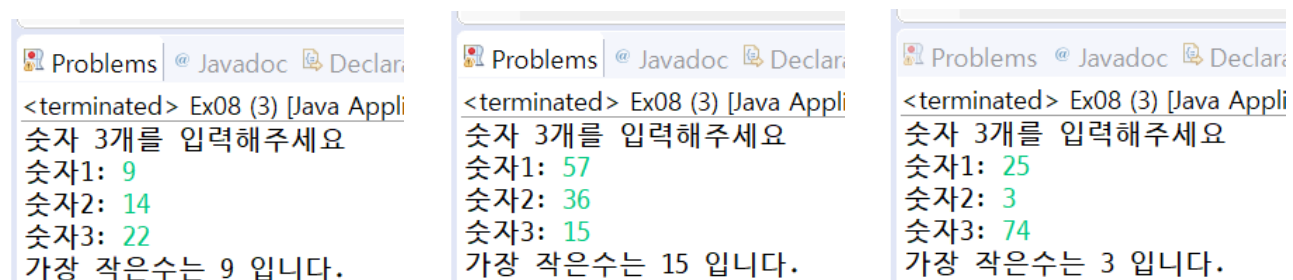 Problems @ Javadoc Declar
<terminated> Ex08 (3) [Java Appli
숫자 3개를 입력해주세요
숫자1: 9
숫자2: 14
숫자3: 22
가장 작은수는 9 입니다.
Problems @ Javadoc Declar
<terminated> Ex08 (3) [Java Appli
숫자 3개를 입력해주세요
숫자1: 57
숫자2: 36
숫자3: 15
가장 작은수는 15 입니다.
Problems @ Javadoc Declar
<terminated> Ex08 (3) [Java Appli
숫자 3개를 입력해주세요
숫자1: 25
숫자2: 3
숫자3: 74
가장 작은수는 3 입니다.